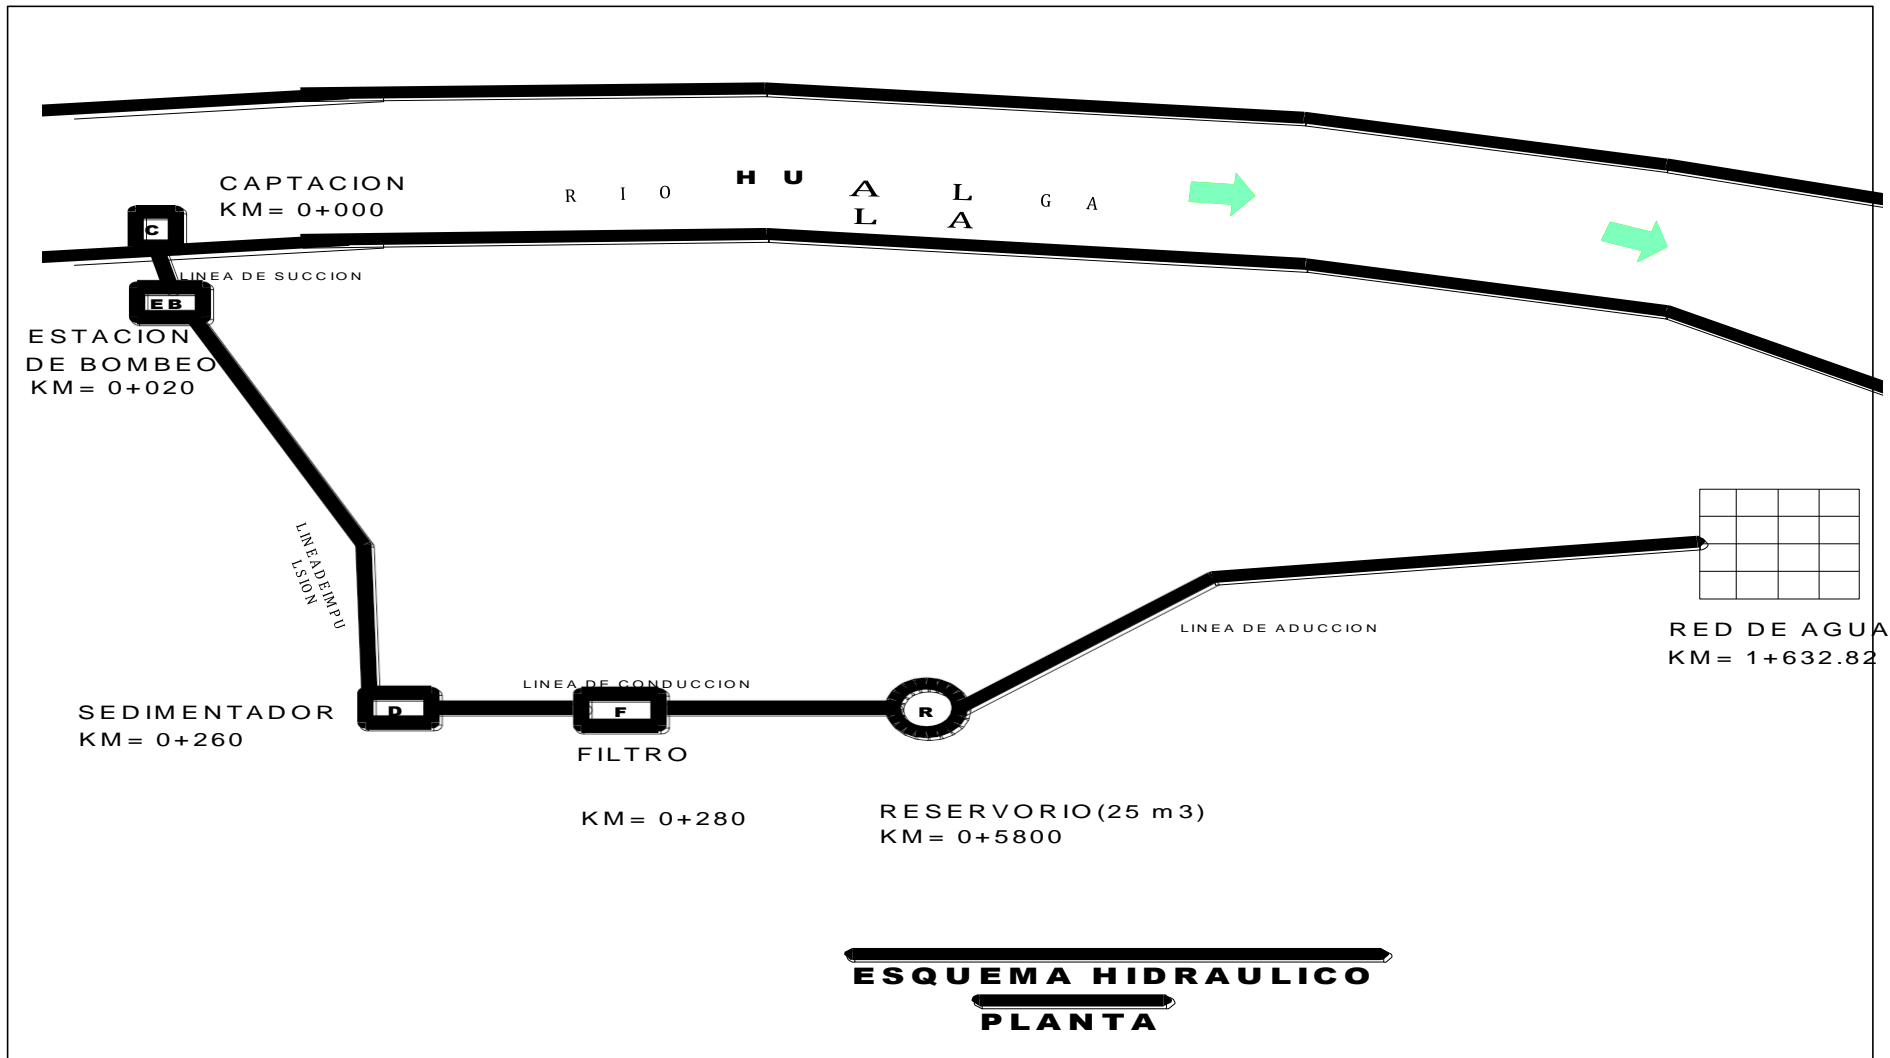 CAPTACION
KM= 0+000
R I O H U A L L A G A
C
LINEA DE SUCCION
EB
ESTACION
DE BOMBEO
KM= 0+020
LINEADEIMPU
LSION
LINEA DE CONDUCCION
LINEA DE ADUCCION
RED DE AGUA
KM= 1+632.82
SEDIMENTADOR
KM= 0+260
D
F
R
FILTRO
KM= 0+280
RESERVORIO(25 m3)
KM= 0+5800
ESQUEMA HIDRAULICO
PLANTA